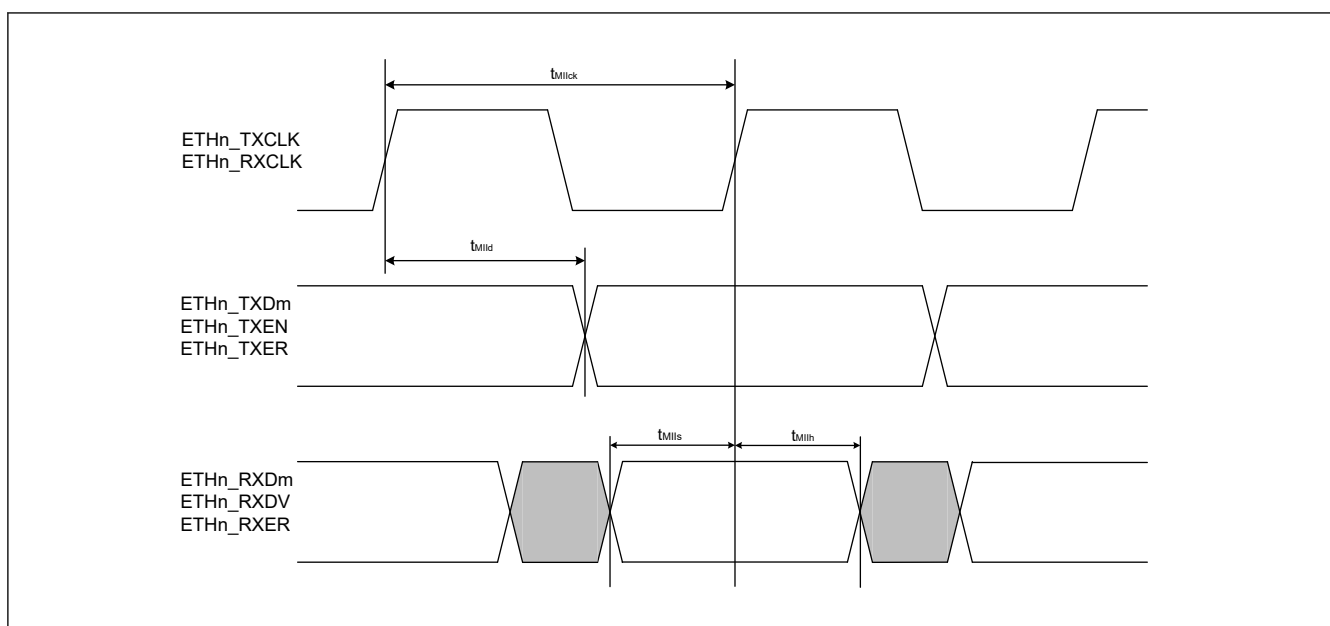 tMIIck
ETHn_TXCLK
ETHn_RXCLK
tMIId
ETHn_TXDm
ETHn_TXEN
ETHn_TXER
tMIIs
tMIIh
ETHn_RXDm
ETHn_RXDV
ETHn_RXER